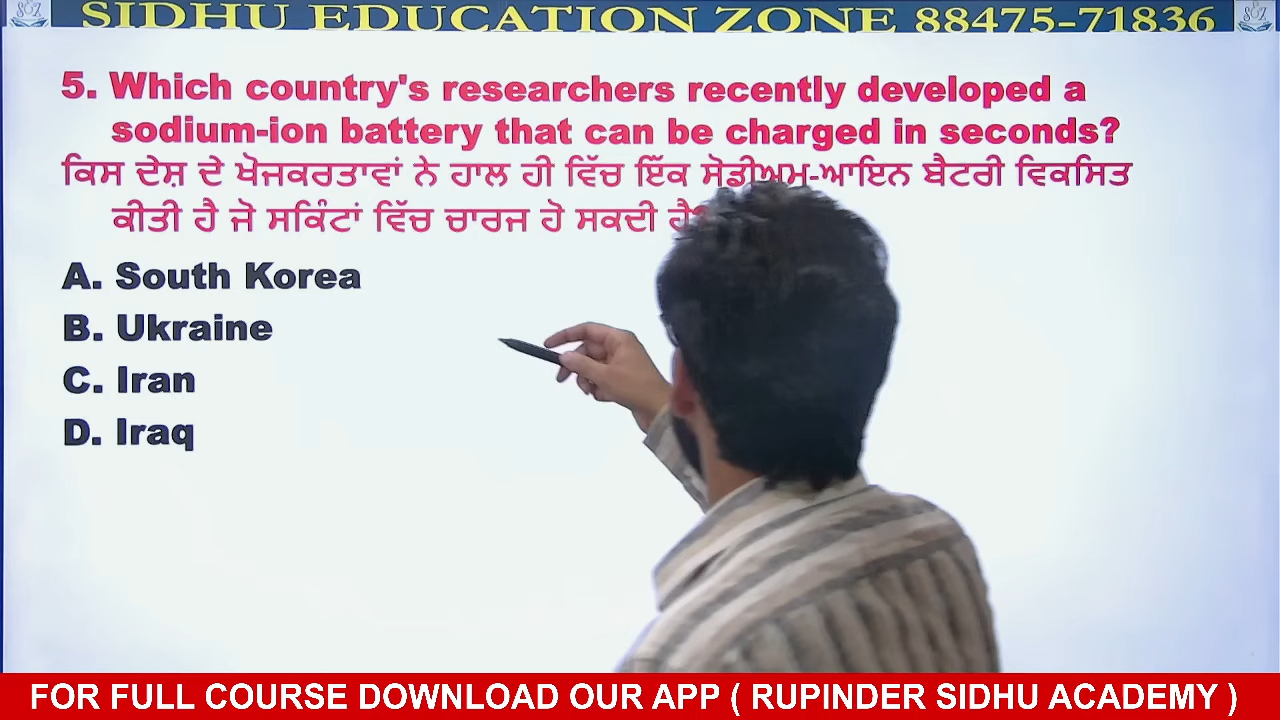 SIDHU EDUCATION ZONE 88475-71836
5. Which country's researchers recently developed a
sodium-ion battery that can be charged in seconds?
ਕਿਸ ਦੇਸ਼ ਦੇ ਖੋਜਕਰਤਾਵਾਂ ਨੇ ਹਾਲ ਹੀ ਵਿੱਚ ਇੱਕ ਸੋਡੀਅਮ-ਆਇਨ ਬੈਟਰੀ ਵਿਕਸਿਤ
ਕੀਤੀ ਹੈ ਜੋ ਸਕਿੰਟਾਂ ਵਿੱਚ ਚਾਰਜ ਹੋ ਸਕਦੀ ਹੈ?
A. South Korea
B. Ukraine
C. Iran
D. Iraq
FOR FULL COURSE DOWNLOAD OUR APP ( RUPINDER SIDHU ACADEMY )